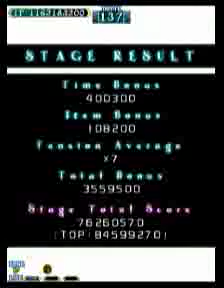 137
STAGE RESULT
Time Bonus
400300
Item Bonus
108200
Tension Average
x7
Total Bonus
3559500
Stage Total Score
76260570
(TOP:84599270)